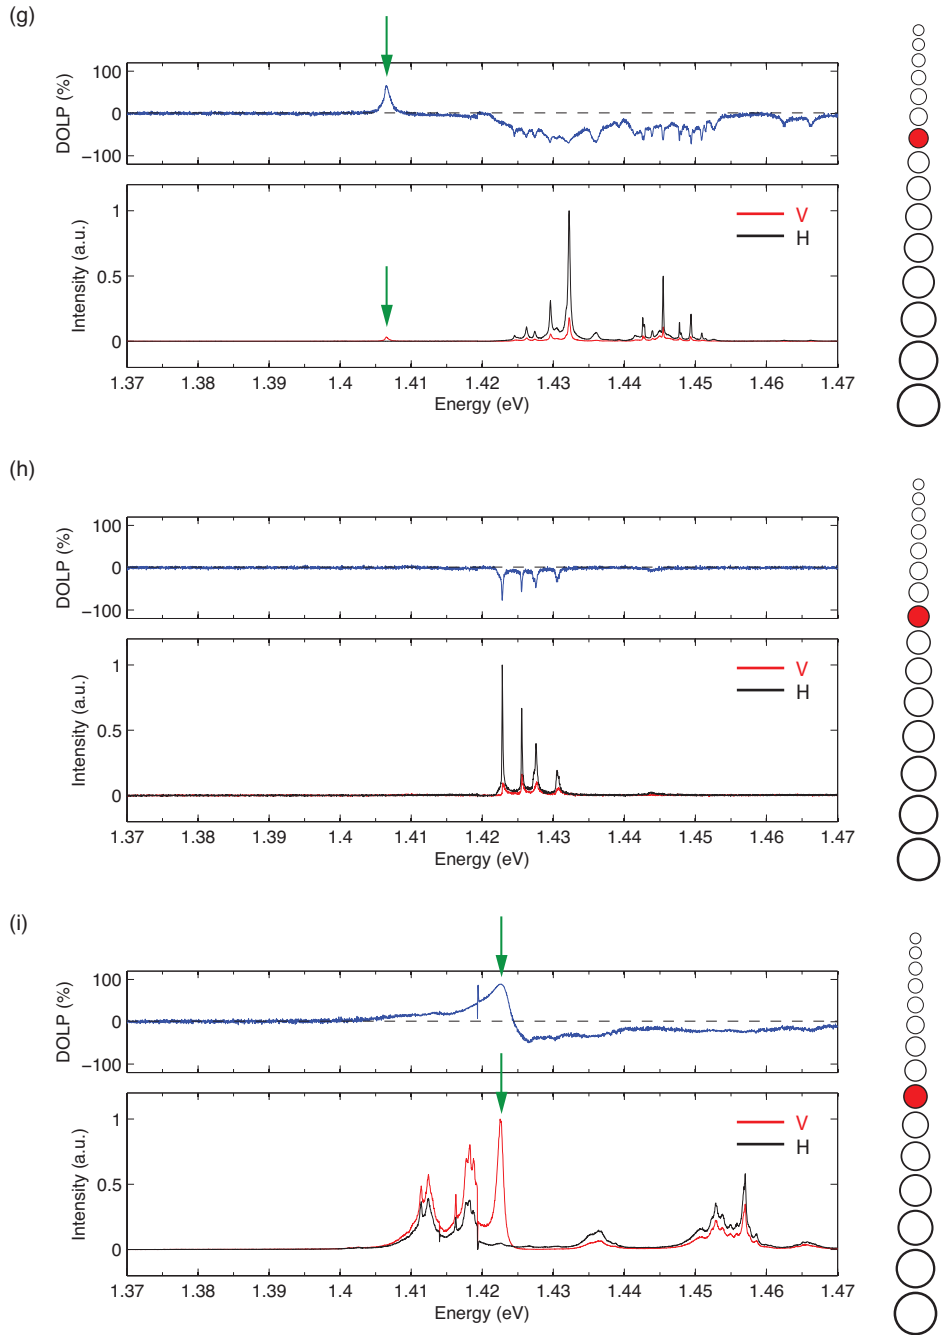 (g)
100
0
−100
DOLP (%)
1
0.5
0
Intensity (a.u.)
V
H
1.37 1.38 1.39 1.4 1.41 1.42 1.43 1.44 1.45 1.46 1.47
Energy (eV)
(h)
100
0
−100
DOLP (%)
1
0.5
0
Intensity (a.u.)
V
H
1.37 1.38 1.39 1.4 1.41 1.42 1.43 1.44 1.45 1.46 1.47
Energy (eV)
(i)
100
0
−100
DOLP (%)
1
0.5
0
Intensity (a.u.)
V
H
1.37 1.38 1.39 1.4 1.41 1.42 1.43 1.44 1.45 1.46 1.47
Energy (eV)